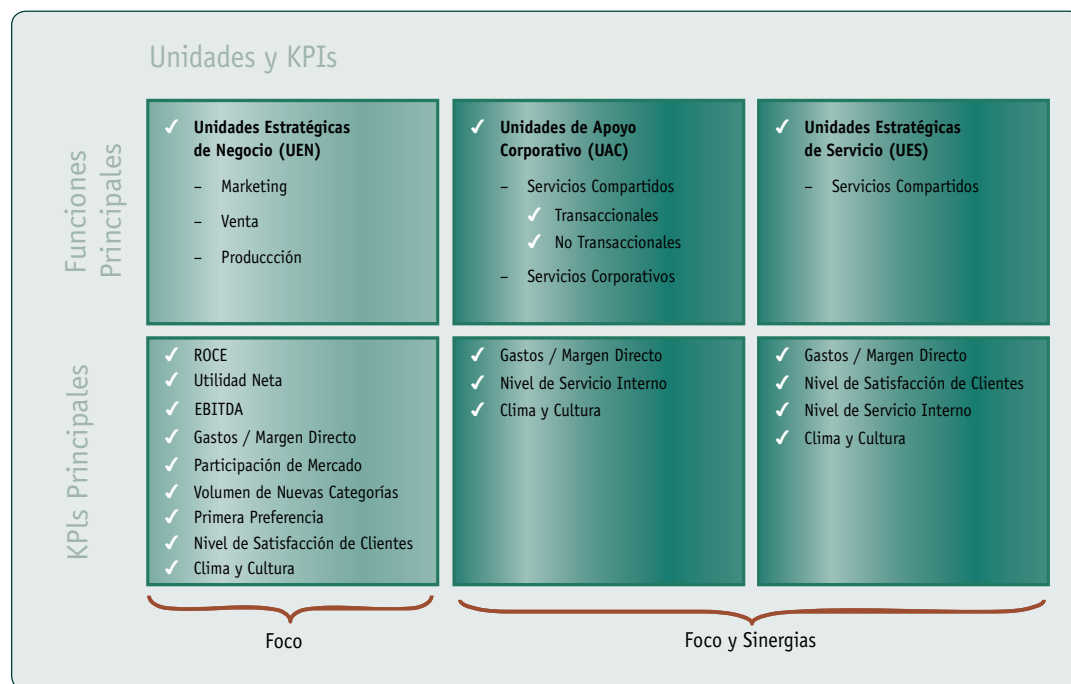 Unidades y KPIs
Funciones
Principales
✓ Unidades Estratégicas
de Negocio (UEN)
– Marketing
– Venta
– Produccción
✓ Unidades de Apoyo
Corporativo (UAC)
– Servicios Compartidos
✓ Transaccionales
✓ No Transaccionales
– Servicios Corporativos
✓ Unidades Estratégicas
de Servicio (UES)
– Servicios Compartidos
KPIs Principales
✓ ROCE
✓ Utilidad Neta
✓ EBITDA
✓ Gastos / Margen Directo
✓ Participación de Mercado
✓ Volumen de Nuevas Categorías
✓ Primera Preferencia
✓ Nivel de Satisfacción de Clientes
✓ Clima y Cultura
✓ Gastos / Margen Directo
✓ Nivel de Servicio Interno
✓ Clima y Cultura
✓ Gastos / Margen Directo
✓ Nivel de Satisfacción de Clientes
✓ Nivel de Servicio Interno
✓ Clima y Cultura
Foco
Foco y Sinergias